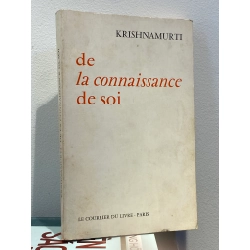 KRISHNAMURTI
de
la connaissance
de soi
LE COURRIER DU LIVRE - PARIS